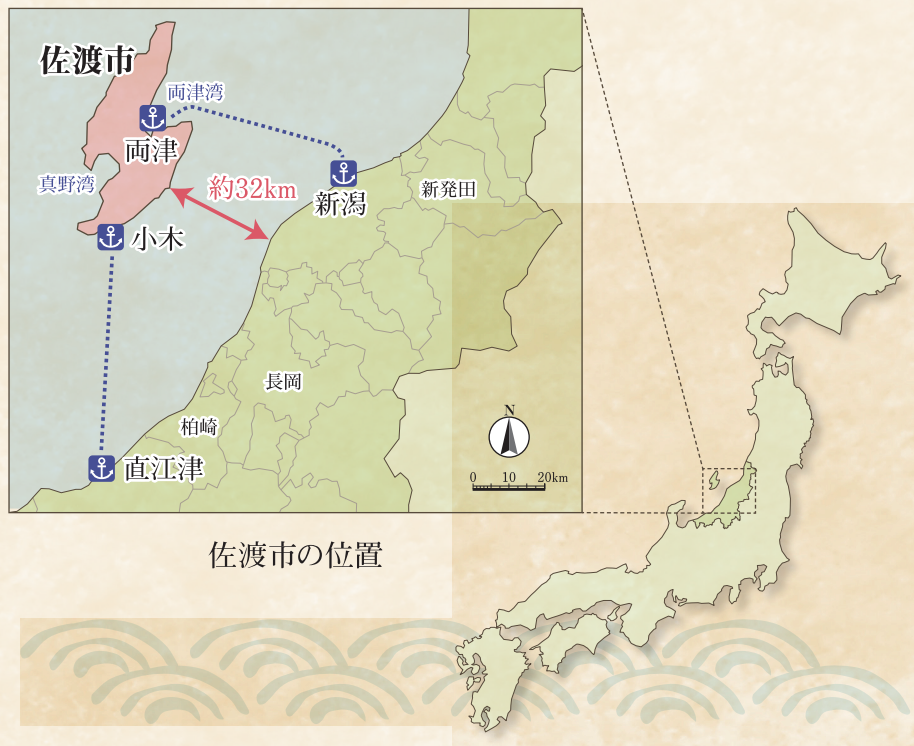 佐渡市
両津湾
両津
真野湾
約32km
新潟
新発田
小木
長岡
柏崎
直江津
N
0 10 20km
佐渡市の位置